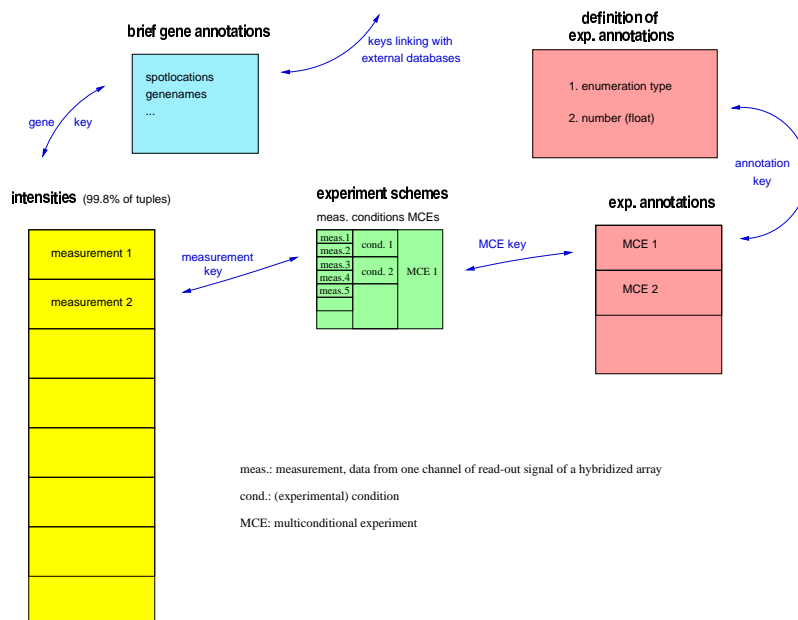 brief gene annotations
spotlocations
genenames
...
keys linking with
external databases
definition of
exp. annotations
1. enumeration type
2. number (float)
gene key
annotation
key
intensities (99.8% of tuples)
measurement 1
measurement 2
measurement
key
experiment schemes
meas. conditions MCEs
meas.1
meas.2
meas.3
meas.4
meas.5
cond. 1
cond. 2
MCE 1
MCE key
exp. annotations
MCE 1
MCE 2
meas.: measurement, data from one channel of read-out signal of a hybridized array
cond.: (experimental) condition
MCE: multiconditional experiment